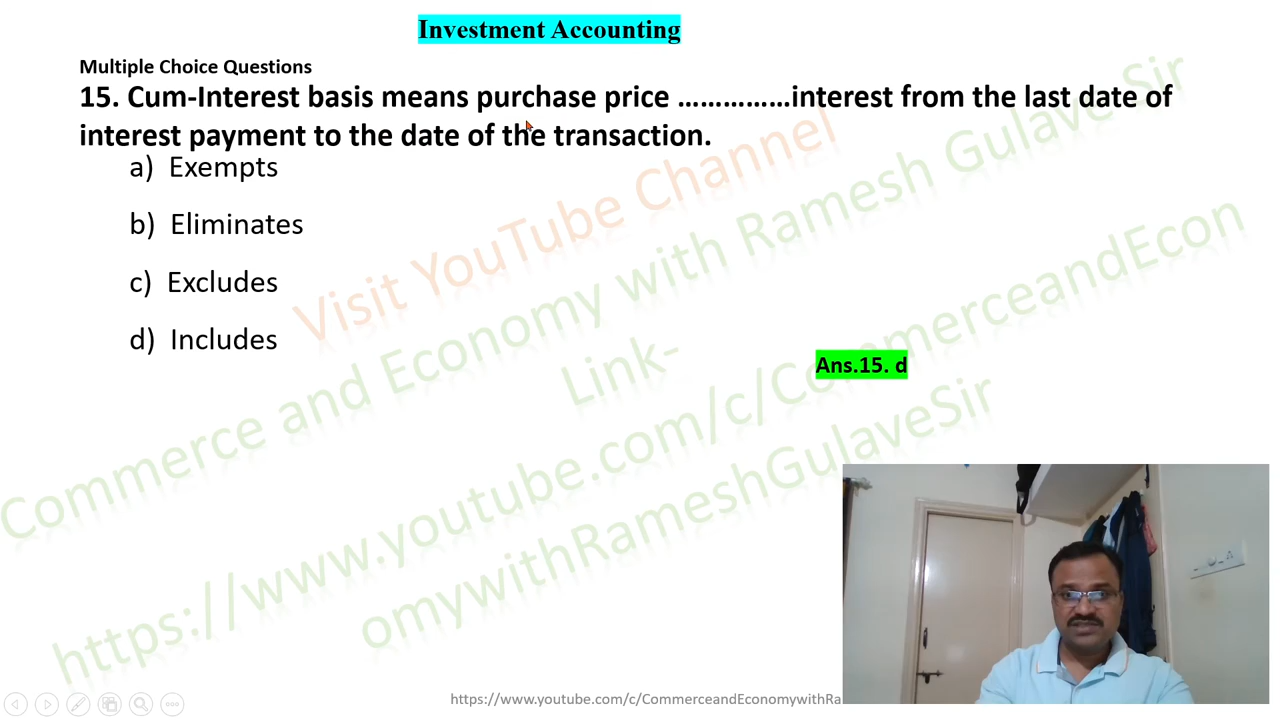 Investment Accounting
Multiple Choice Questions
15. Cum-Interest basis means purchase price ……………interest from the last date of
interest payment to the date of the transaction.
a) Exempts
b) Eliminates
c) Excludes
d) Includes
Ans.15. d
Visit YouTube Channel
Commerce and Economy with Ramesh Gulave Sir
Link-
https://www.youtube.com/c/CommerceandEcon
omywithRameshGulaveSir
https://www.youtube.com/c/CommerceandEconomywithRa